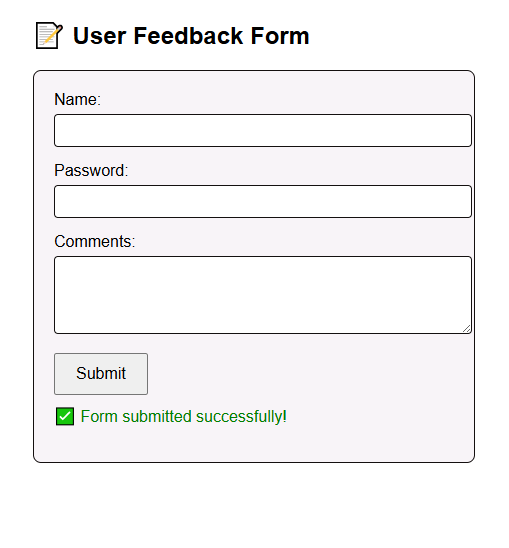 📝 User Feedback Form
Name:
Password:
Comments:
Submit
✅ Form submitted successfully!